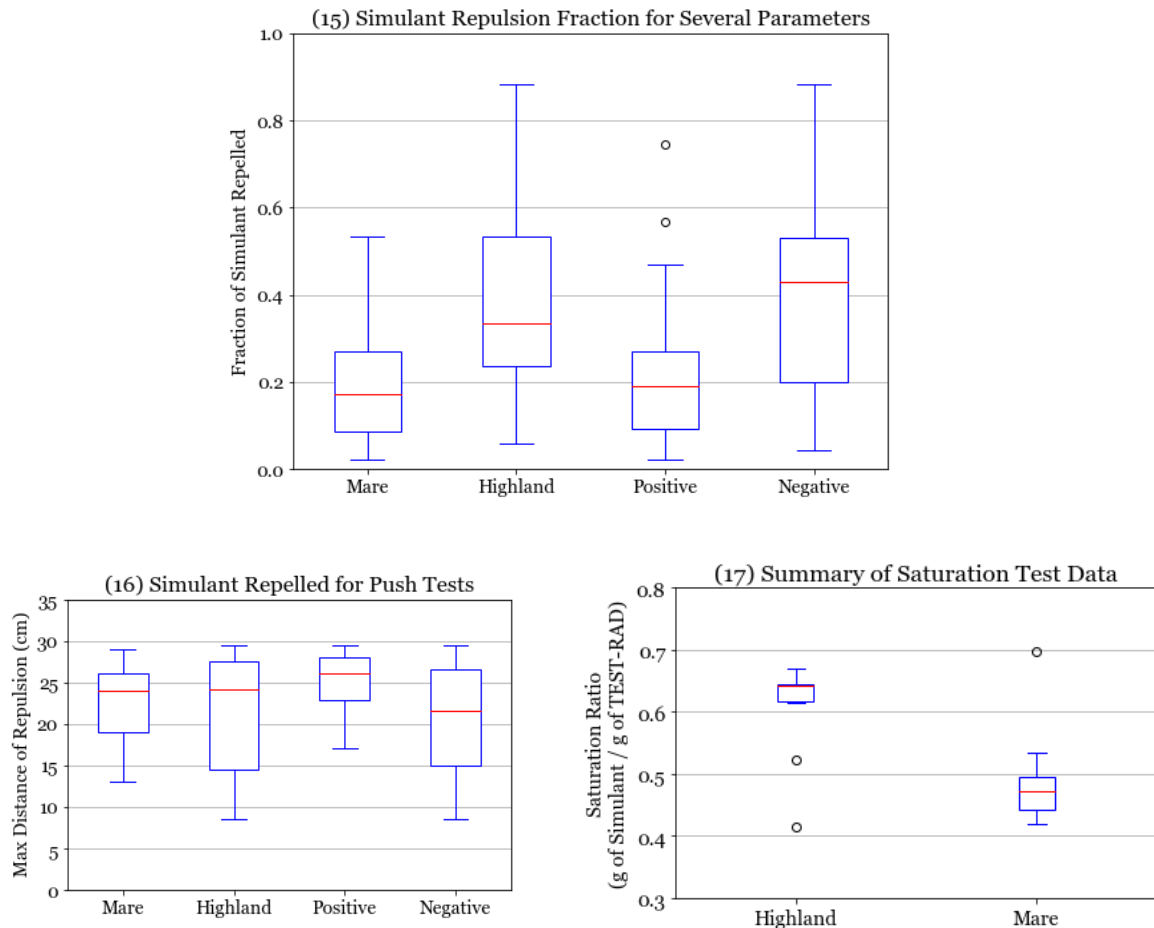 (15) Simulant Repulsion Fraction for Several Parameters
Fraction of Simulant Repelled
1.0
0.8
0.6
0.4
0.2
0.0
Mare Highland Positive Negative
(16) Simulant Repelled for Push Tests
Max Distance of Repulsion (cm)
35
30
25
20
15
10
5
0
Mare Highland Positive Negative
(17) Summary of Saturation Test Data
Saturation Ratio
(g of Simulant / g of TEST-RAD)
0.8
0.7
0.6
0.5
0.4
0.3
Highland Mare